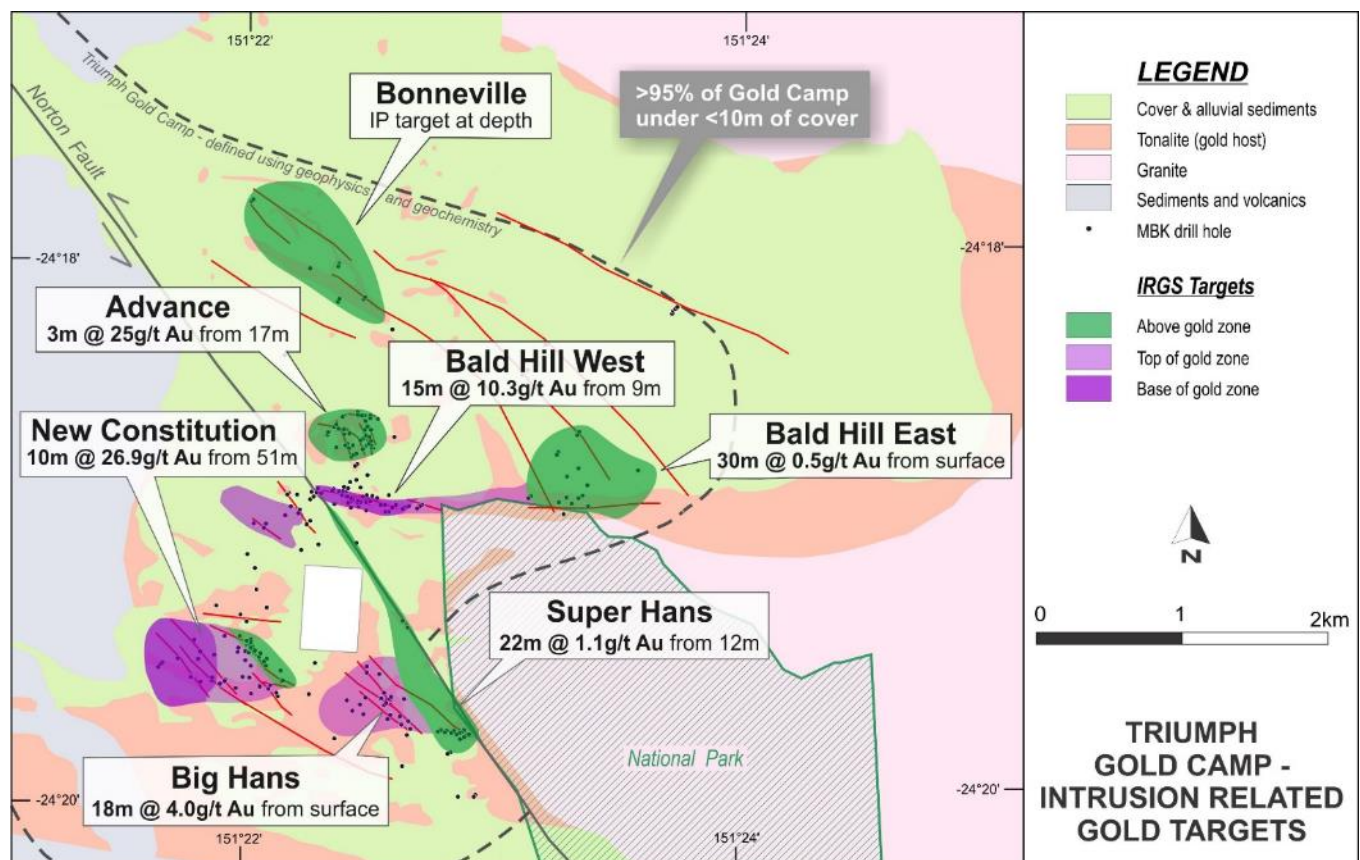 151°22'
151°24'
Triumph Gold Camp - defined using geophysics and geochemistry
Norton Fault
Bonneville
IP target at depth
>95% of Gold Camp
under <10m of cover
-24°18'
-24°18'
Advance
3m @ 25g/t Au from 17m
Bald Hill West
15m @ 10.3g/t Au from 9m
New Constitution
10m @ 26.9g/t Au from 51m
Bald Hill East
30m @ 0.5g/t Au from surface
Super Hans
22m @ 1.1g/t Au from 12m
National Park
Big Hans
18m @ 4.0g/t Au from surface
-24°20'
-24°20'
151°22'
151°24'
LEGEND
Cover & alluvial sediments
Tonalite (gold host)
Granite
Sediments and volcanics
MBK drill hole
IRGS Targets
Above gold zone
Top of gold zone
Base of gold zone
N
0 1 2km
TRIUMPH
GOLD CAMP -
INTRUSION RELATED
GOLD TARGETS